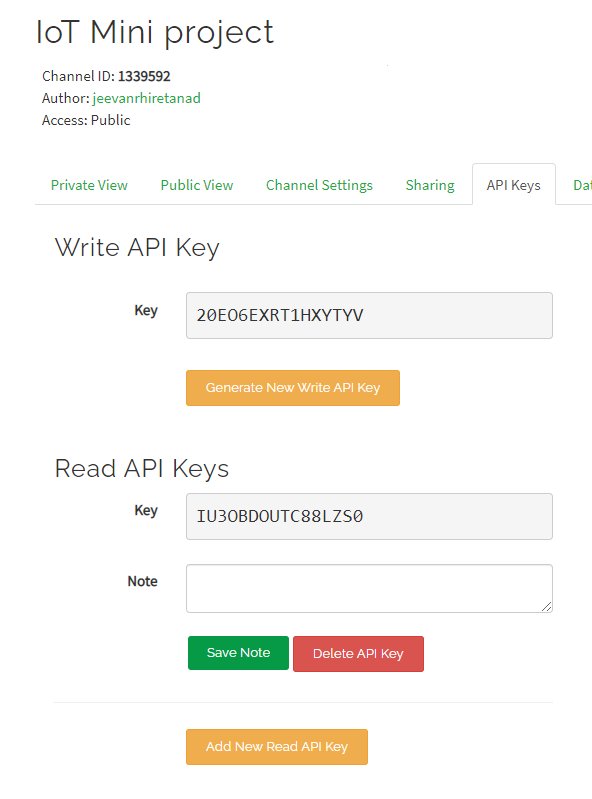 IoT Mini project
Channel ID: 1339592
Author: jeevanrhiretanad
Access: Public
Private View Public View Channel Settings Sharing API Keys Dat
Write API Key
Key 20EO6EXRT1HXYTYV
Generate New Write API Key
Read API Keys
Key IU3OBDOUTC88LZS0
Note
Save Note Delete API Key
Add New Read API Key